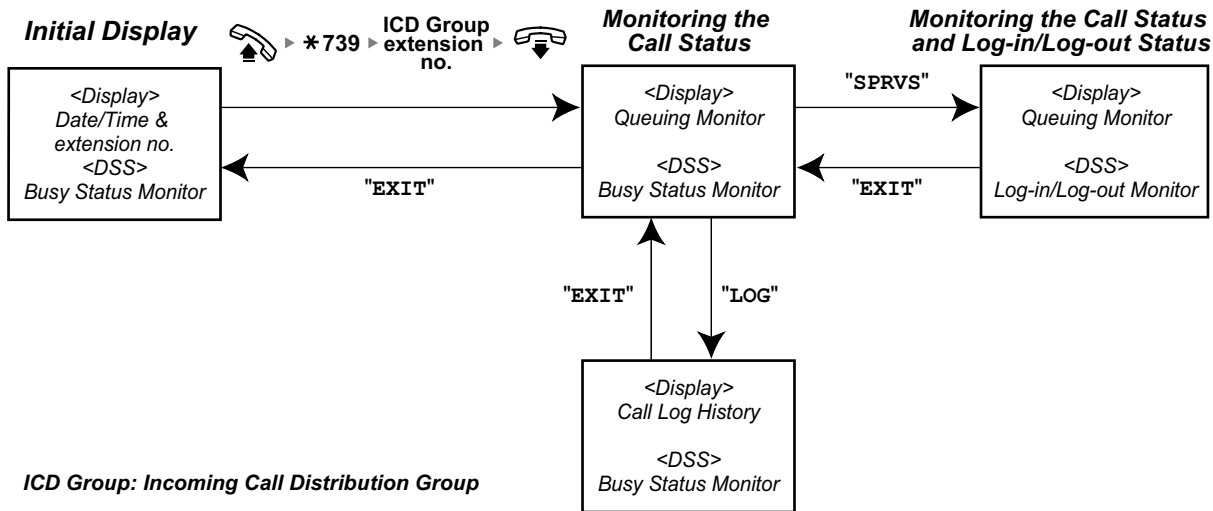 Initial Display
*739
ICD Group
extension
no.
Monitoring the
Call Status
Monitoring the Call Status
and Log-in/Log-out Status
<Display>
Date/Time &
extension no.
<DSS>
Busy Status Monitor
"EXIT"
<Display>
Queuing Monitor
<DSS>
Busy Status Monitor
"SPRVS"
"EXIT"
<Display>
Queuing Monitor
<DSS>
Log-in/Log-out Monitor
"EXIT"
"LOG"
<Display>
Call Log History
<DSS>
Busy Status Monitor
ICD Group: Incoming Call Distribution Group